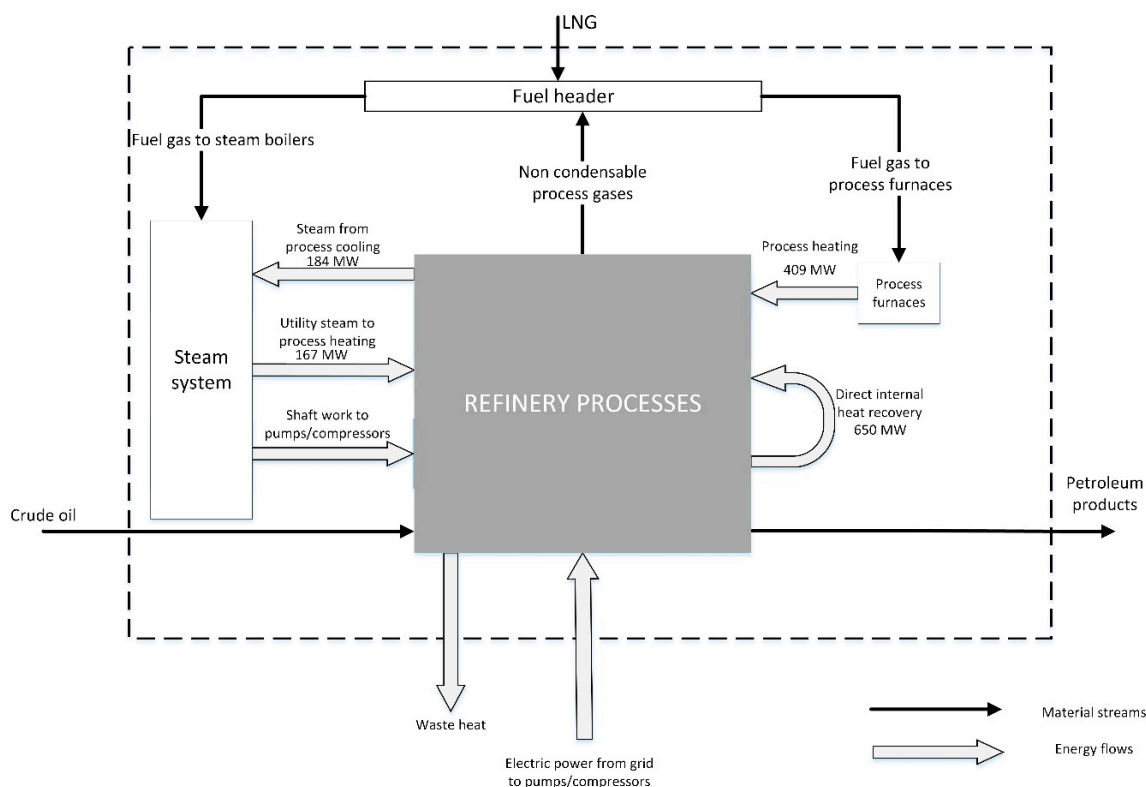 LNG
Fuel header
Fuel gas to steam boilers
Non condensable
process gases
Fuel gas to
process furnaces
Steam from
process cooling
184 MW
Process heating
409 MW
Process
furnaces
Utility steam to
process heating
167 MW
Steam
system
REFINERY PROCESSES
Direct internal
heat recovery
650 MW
Shaft work to
pumps/compressors
Crude oil
Petroleum
products
Waste heat
Electric power from grid
to pumps/compressors
Material streams
Energy flows